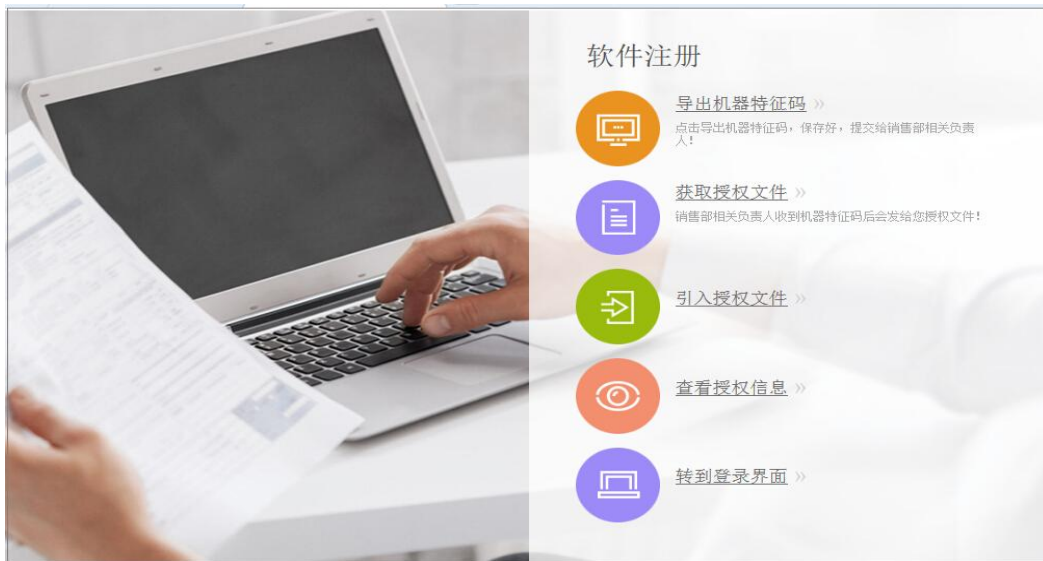 软件注册
导出机器特征码 »
点击导出机器特征码，保存好，提交给销售部相关负责
人!
获取授权文件 »
销售部相关负责人收到机器特征码后会发给您授权文件!
引入授权文件 »
查看授权信息 »
转到登录界面 »